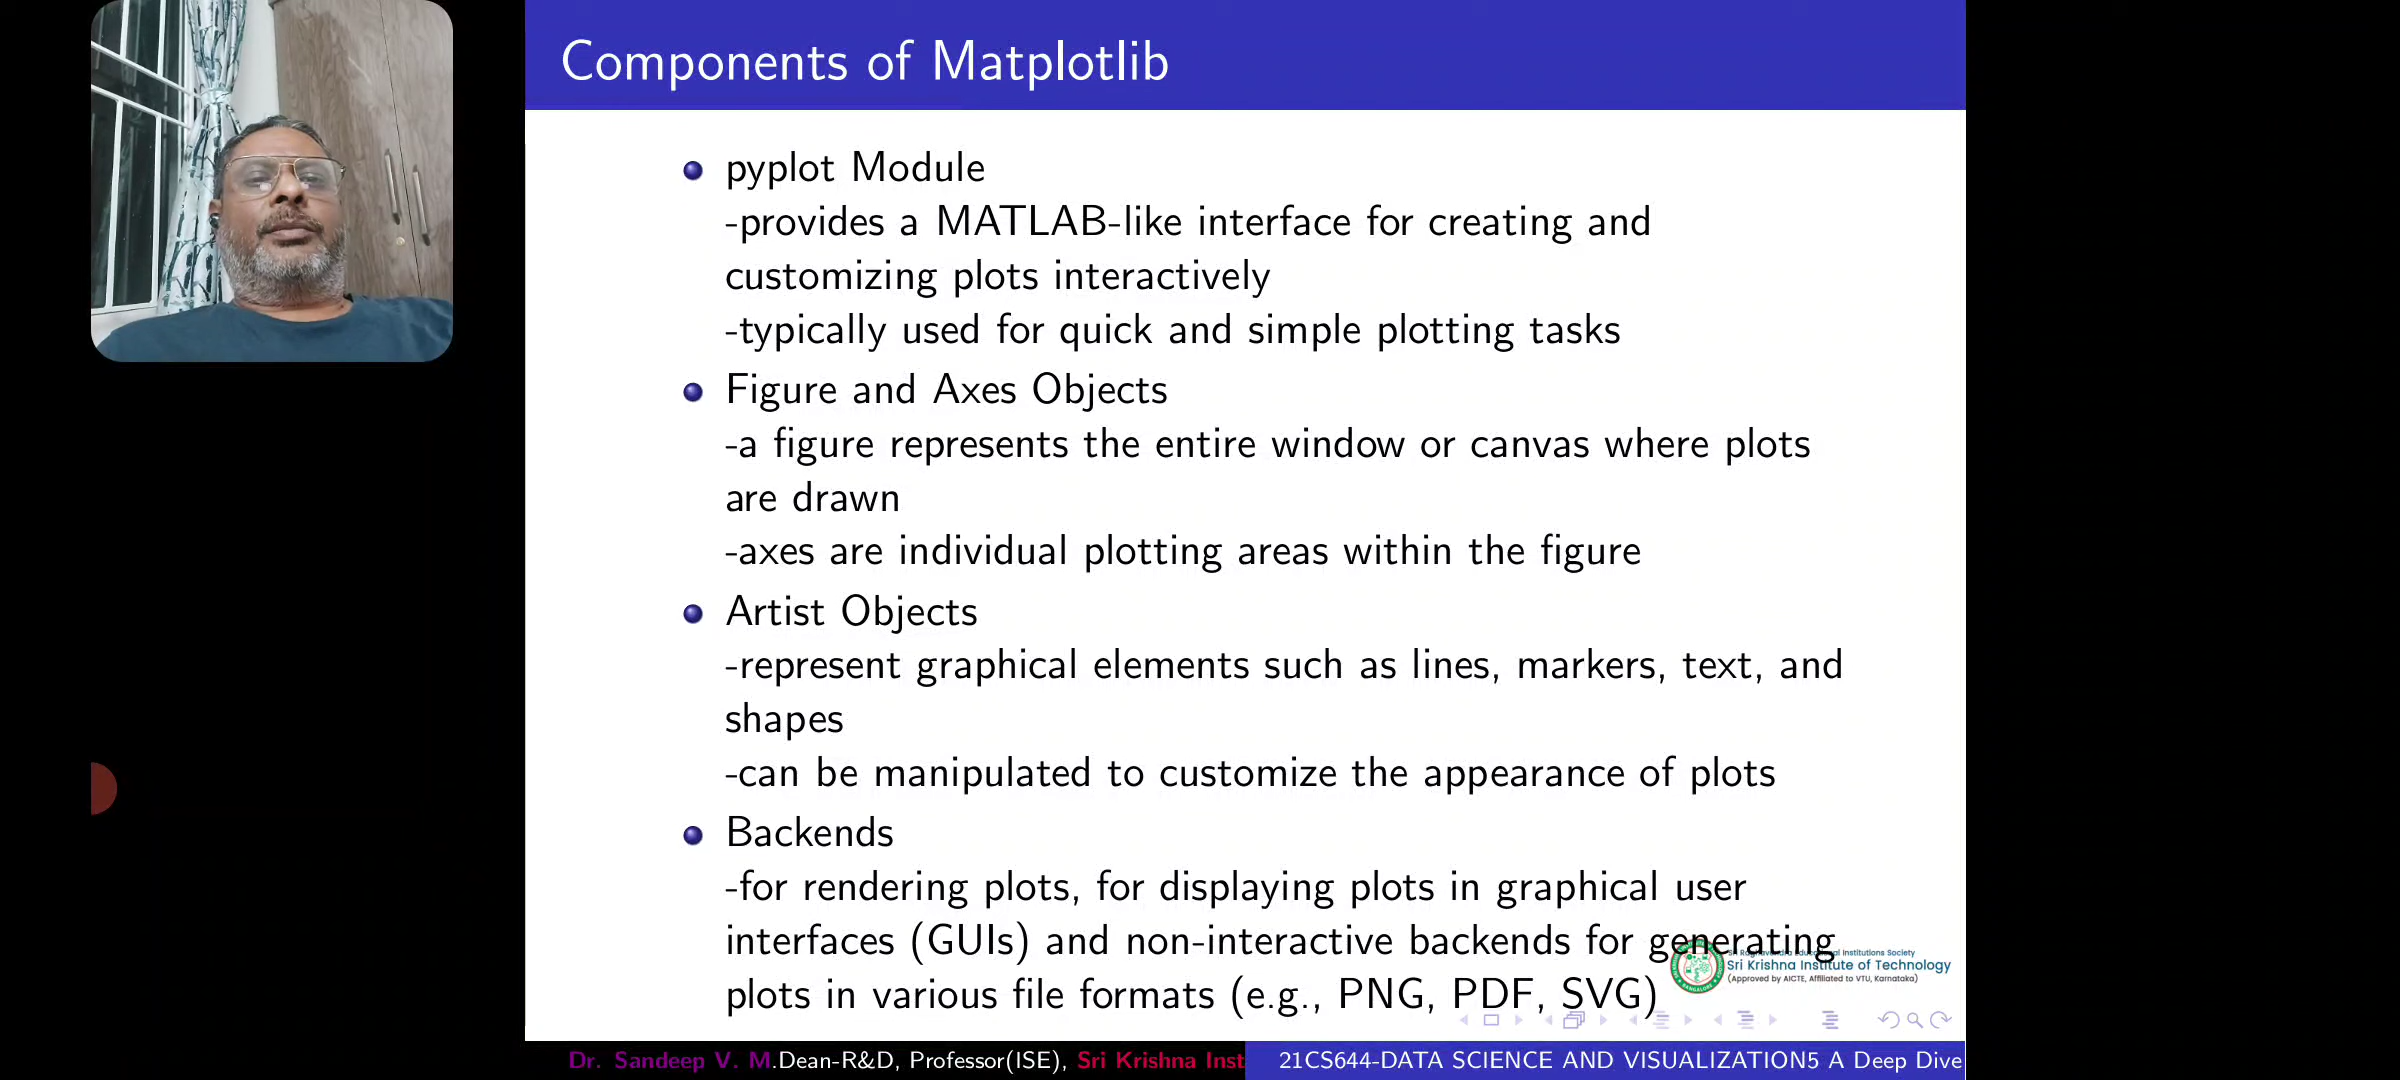 Components of Matplotlib
pyplot Module
-provides a MATLAB-like interface for creating and
customizing plots interactively
-typically used for quick and simple plotting tasks
Figure and Axes Objects
-a figure represents the entire window or canvas where plots
are drawn
-axes are individual plotting areas within the figure
Artist Objects
-represent graphical elements such as lines, markers, text, and
shapes
-can be manipulated to customize the appearance of plots
Backends
-for rendering plots, for displaying plots in graphical user
interfaces (GUIs) and non-interactive backends for generating
plots in various file formats (e.g., PNG, PDF, SVG)
Institutions Society
Sri Krishna Institute of Technology
(Approved by AICTE, Affiliated to VTU, Karnataka)
Dr. Sandeep V. M.Dean-R&D, Professor(ISE), Sri Krishna Inst
21CS644-DATA SCIENCE AND VISUALIZATION5 A Deep Dive